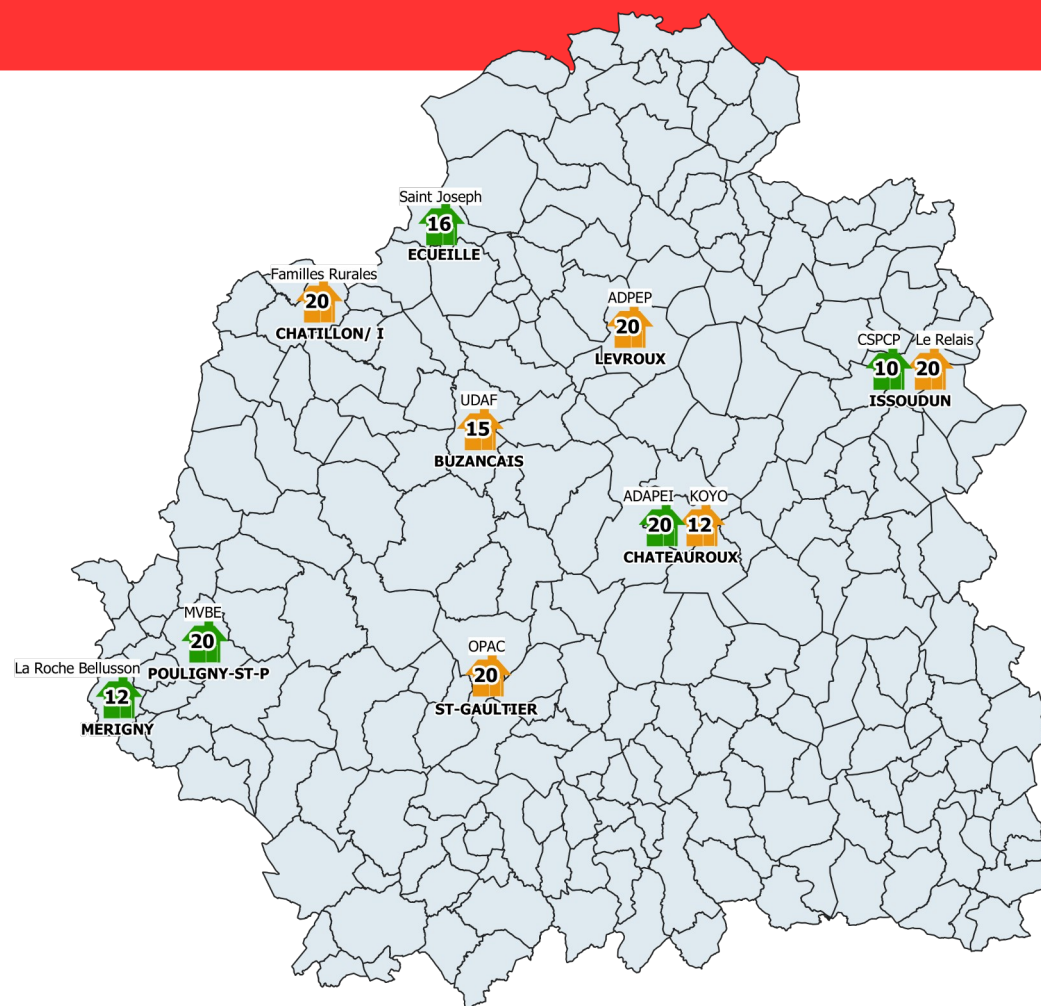 Saint Joseph
16
ECUEILLE
Familles Rurales
20
CHATILLON/ I
ADPEP
20
LEVROUX
CSPCP Le Relais
10 20
ISSOUDUN
UDAF
15
BUZANCAIS
ADAPEI KOYO
20 12
CHATEAUROUX
MVBE
20
POULIGNY-ST-P
La Roche Bellusson
12
MERIGNY
OPAC
20
ST-GAULTIER